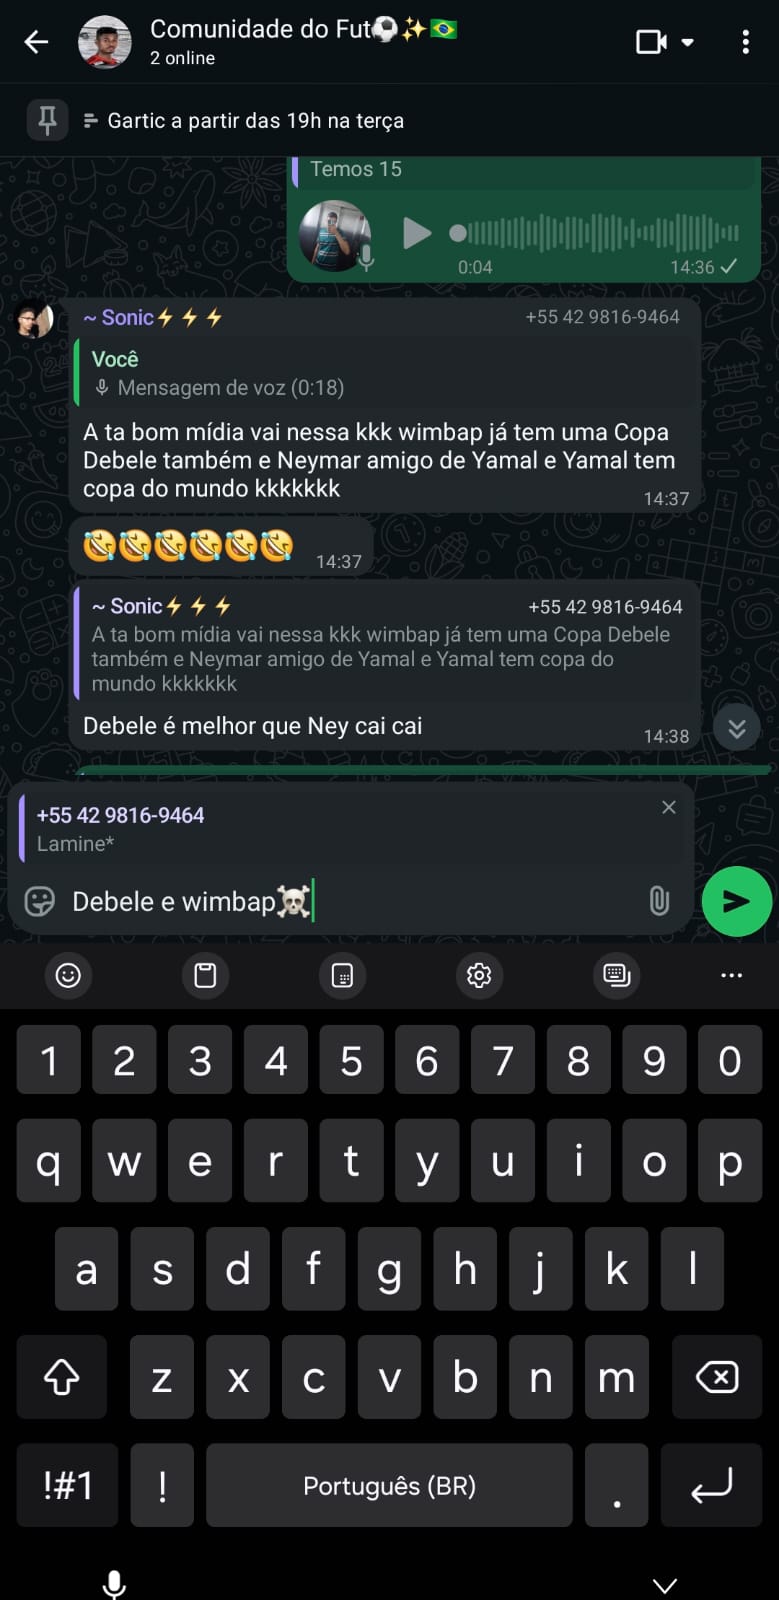 Comunidade do Fut⚽✨🇧🇷
2 online
Gartic a partir das 19h na terça
Temos 15
0:04
14:36
~ Sonic⚡⚡⚡ +55 42 9816-9464
Você
Mensagem de voz (0:18)
A ta bom mídia vai nessa kkk wimbap já tem uma Copa
Debele também e Neymar amigo de Yamal e Yamal tem
copa do mundo kkkkkkk
14:37
🤣🤣🤣🤣🤣🤣
14:37
~ Sonic⚡⚡⚡ +55 42 9816-9464
A ta bom mídia vai nessa kkk wimbap já tem uma Copa Debele
também e Neymar amigo de Yamal e Yamal tem copa do
mundo kkkkkkk
Debele é melhor que Ney cai cai
14:38
+55 42 9816-9464
Lamine*
Debele e wimbap☠️
1 2 3 4 5 6 7 8 9 0
q w e r t y u i o p
a s d f g h j k l
z x c v b n m
!#1 ! Português (BR) .